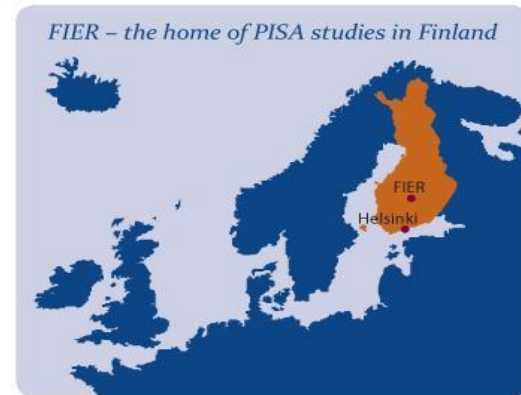 FIER – the home of PISA studies in Finland
FIER
Helsinki